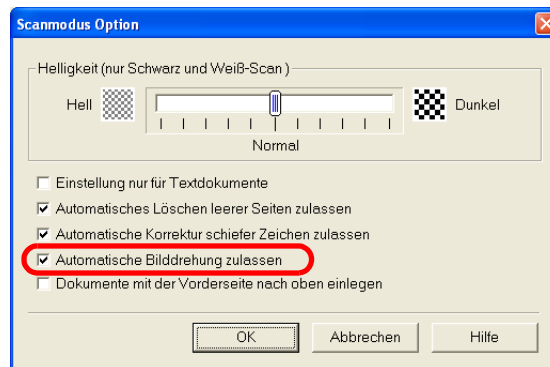 Scanmodus Option
Helligkeit (nur Schwarz und Weiß-Scan )
Hell
Dunkel
Normal
Einstellung nur für Textdokumente
Automatisches Löschen leerer Seiten zulassen
Automatische Korrektur schiefer Zeichen zulassen
Automatische Bilddrehung zulassen
Dokumente mit der Vorderseite nach oben einlegen
OK Abbrechen Hilfe